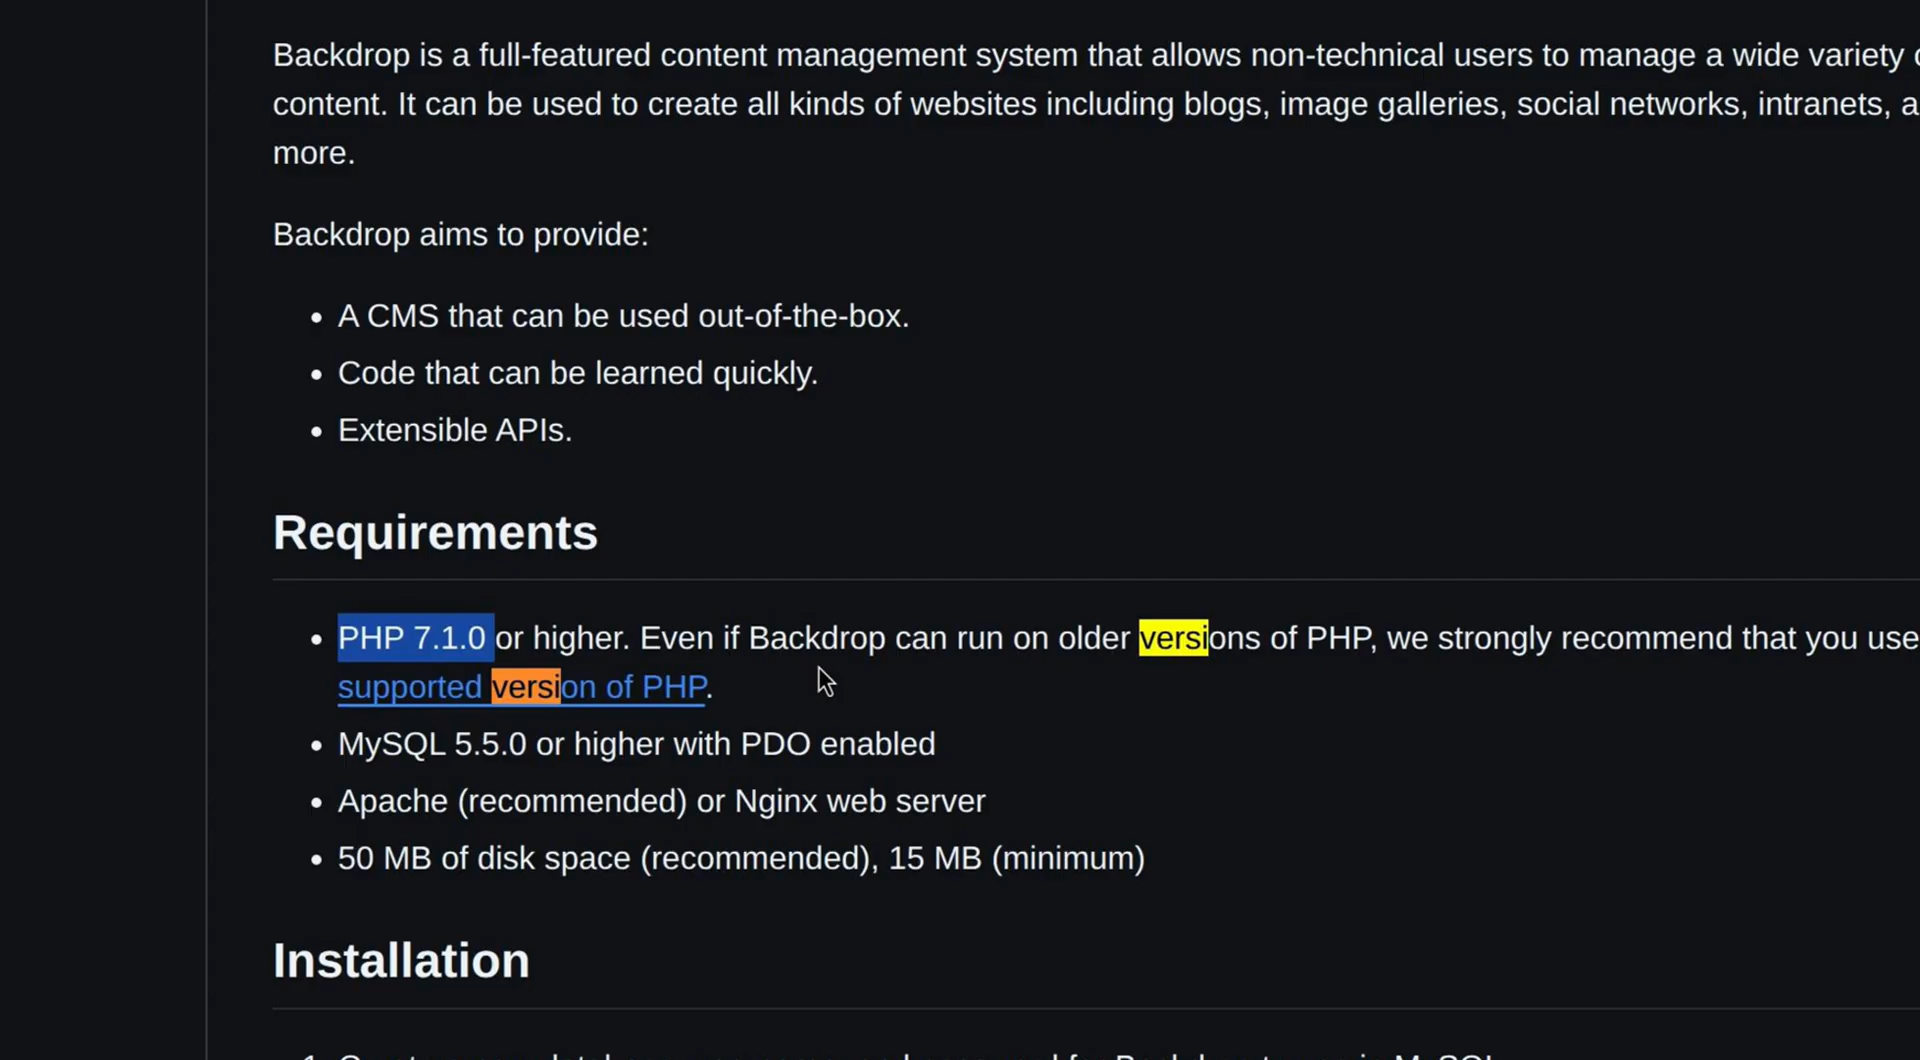 Backdrop is a full-featured content management system that allows non-technical users to manage a wide variety
content. It can be used to create all kinds of websites including blogs, image galleries, social networks, intranets,
more.
Backdrop aims to provide:
• A CMS that can be used out-of-the-box.
• Code that can be learned quickly.
• Extensible APIs.
Requirements
• PHP 7.1.0 or higher. Even if Backdrop can run on older versions of PHP, we strongly recommend that you use
supported version of PHP.
• MySQL 5.5.0 or higher with PDO enabled
• Apache (recommended) or Nginx web server
• 50 MB of disk space (recommended), 15 MB (minimum)
Installation